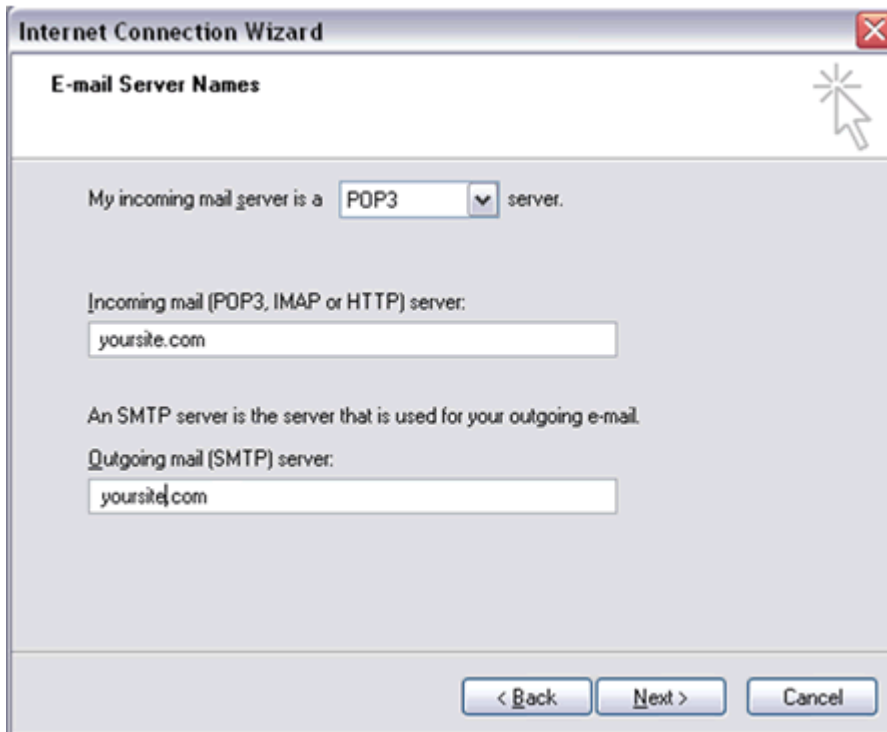 Internet Connection Wizard
E-mail Server Names
My incoming mail server is a POP3 server.
Incoming mail (POP3, IMAP or HTTP) server:
yoursite.com
An SMTP server is the server that is used for your outgoing e-mail.
Outgoing mail (SMTP) server:
yoursite.com
< Back Next > Cancel